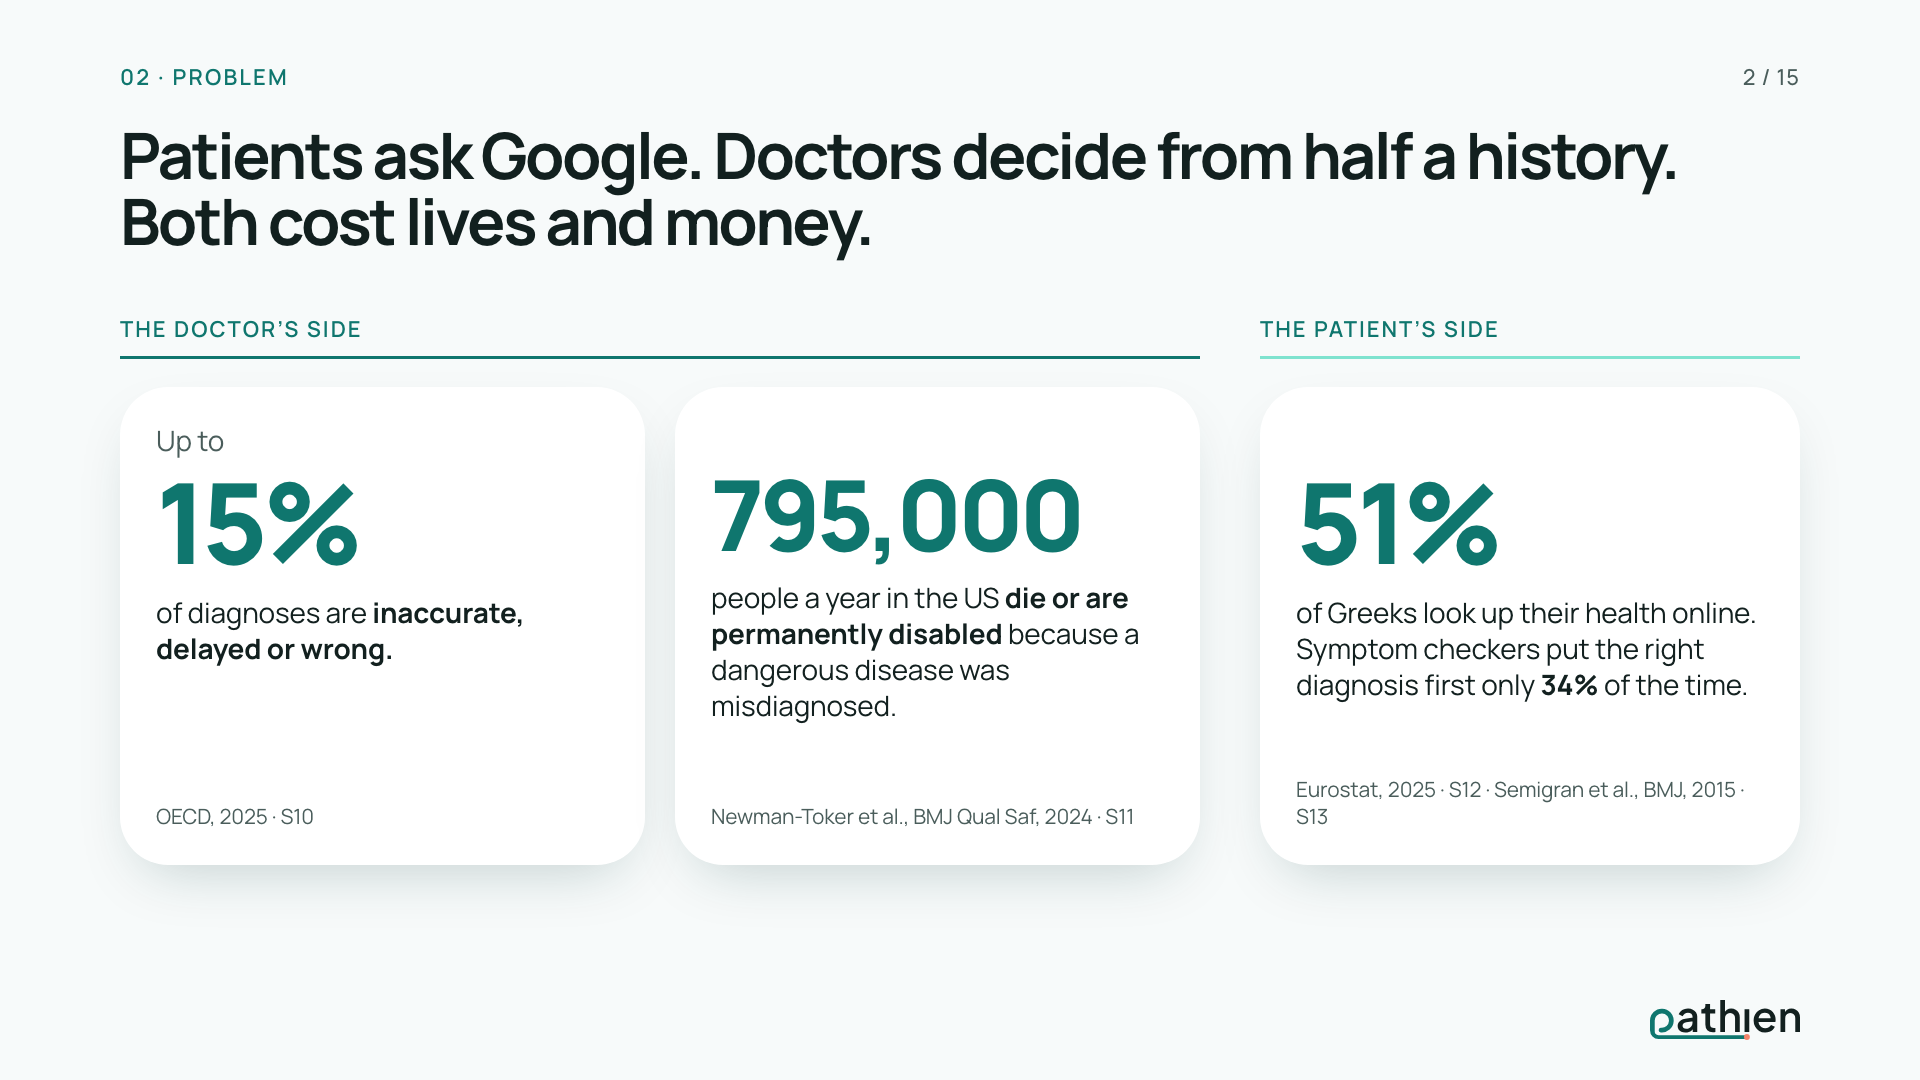 02 · PROBLEM
2 / 15
Patients ask Google. Doctors decide from half a history.
Both cost lives and money.
THE DOCTOR’S SIDE
Up to
15%
of diagnoses are inaccurate,
delayed or wrong.
OECD, 2025 · S10
795,000
people a year in the US die or are
permanently disabled because a
dangerous disease was
misdiagnosed.
Newman-Toker et al., BMJ Qual Saf, 2024 · S11
THE PATIENT’S SIDE
51%
of Greeks look up their health online.
Symptom checkers put the right
diagnosis first only 34% of the time.
Eurostat, 2025 · S12 · Semigran et al., BMJ, 2015 ·
S13
pathien